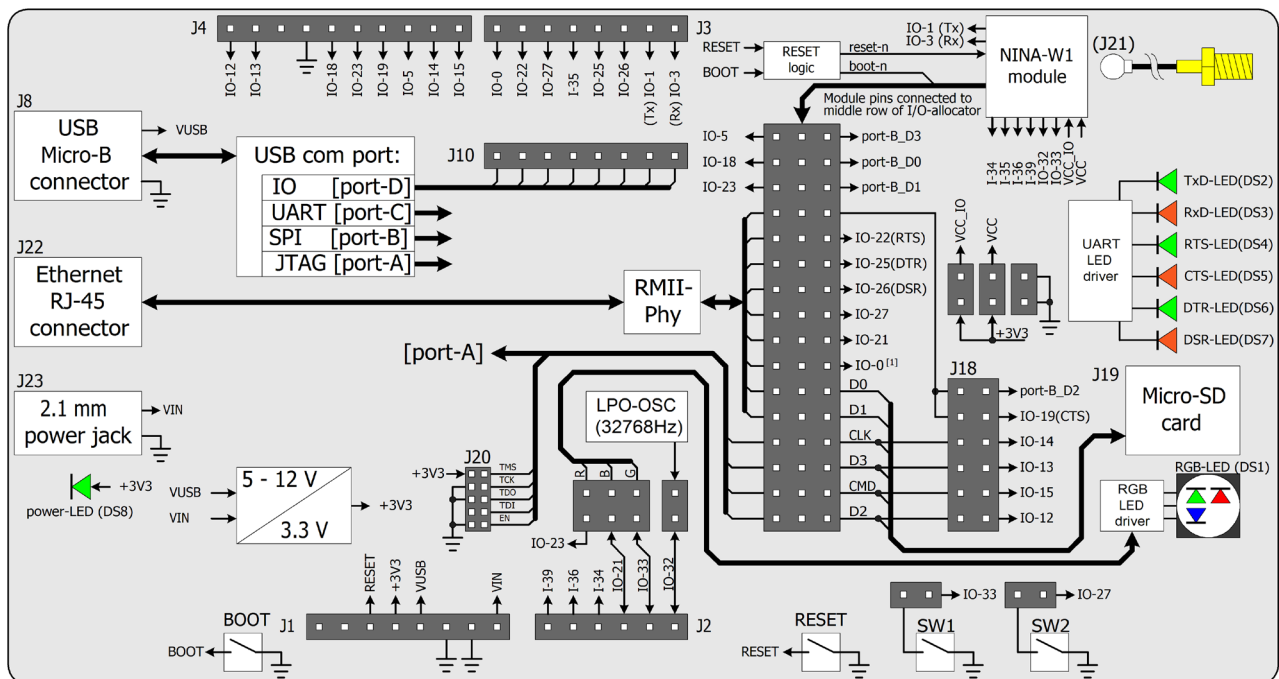 J4
J3
IO-12
IO-13
IO-18
IO-23
IO-19
IO-5
IO-14
IO-15
IO-0
IO-22
IO-27
I-35
IO-25
IO-26
(Tx) IO-1
(Rx) IO-3
RESET
BOOT
RESET
logic
reset-n
boot-n
IO-1 (Tx)
IO-3 (Rx)
NINA-W1
module
(J21)
Module pins connected to
middle row of I/O-allocator
I-34
I-35
I-36
I-39
IO-32
IO-33
VCC_IO
VCC
J8
USB
Micro-B
connector
VUSB
USB com port:
IO [port-D]
UART [port-C]
SPI [port-B]
JTAG [port-A]
J10
IO-5
IO-18
IO-23
port-B_D3
port-B_D0
port-B_D1
IO-22(RTS)
IO-25(DTR)
IO-26(DSR)
IO-27
IO-21
IO-0 [1]
D0
D1
CLK
D3
CMD
D2
VCC_IO
VCC
+3V3
UART
LED
driver
TxD-LED(DS2)
RxD-LED(DS3)
RTS-LED(DS4)
CTS-LED(DS5)
DTR-LED(DS6)
DSR-LED(DS7)
J22
Ethernet
RJ-45
connector
RMII-
Phy
[port-A]
J23
2.1 mm
power jack
VIN
LPO-OSC
(32768Hz)
J18
port-B_D2
IO-19(CTS)
IO-14
IO-13
IO-15
IO-12
J19
Micro-SD
card
RGB-LED (DS1)
RGB
LED
driver
+3V3
power-LED (DS8)
VUSB
VIN
5 - 12 V
3.3 V
+3V3
J20
+3V3
TMS
TCK
TDO
TDI
EN
R
B
G
IO-23
I-39
I-36
I-34
IO-21
IO-33
IO-32
J2
RESET
+3V3
VUSB
VIN
J1
BOOT
BOOT
RESET
RESET
IO-33
SW1
IO-27
SW2